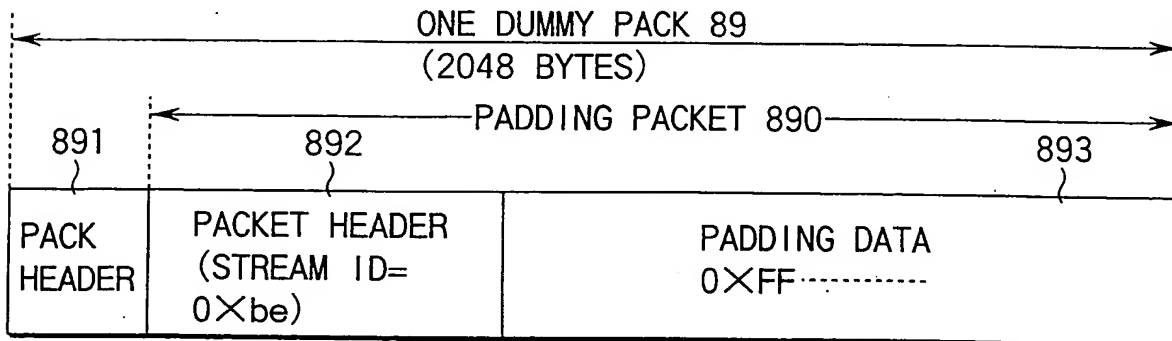 ONE DUMMY PACK 89
(2048 BYTES)
PADDING PACKET 890
891
892
893
PACK
HEADER
PACKET HEADER
(STREAM ID=
0×be)
PADDING DATA
0×FF----------